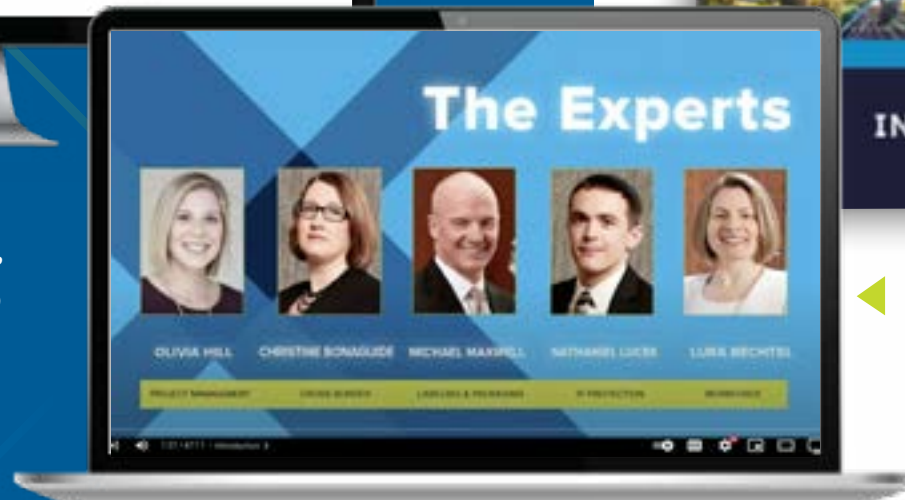 The Experts
IN
OLIVIA HILL CHRISTINE BONAGUIDE MICHAEL MAXWELL NATHANIEL LUCEK LURA BECHTEL
PROJECT MANAGEMENT CROSS BORDER LABELING & PACKAGING IP PROTECTION WORKFORCE